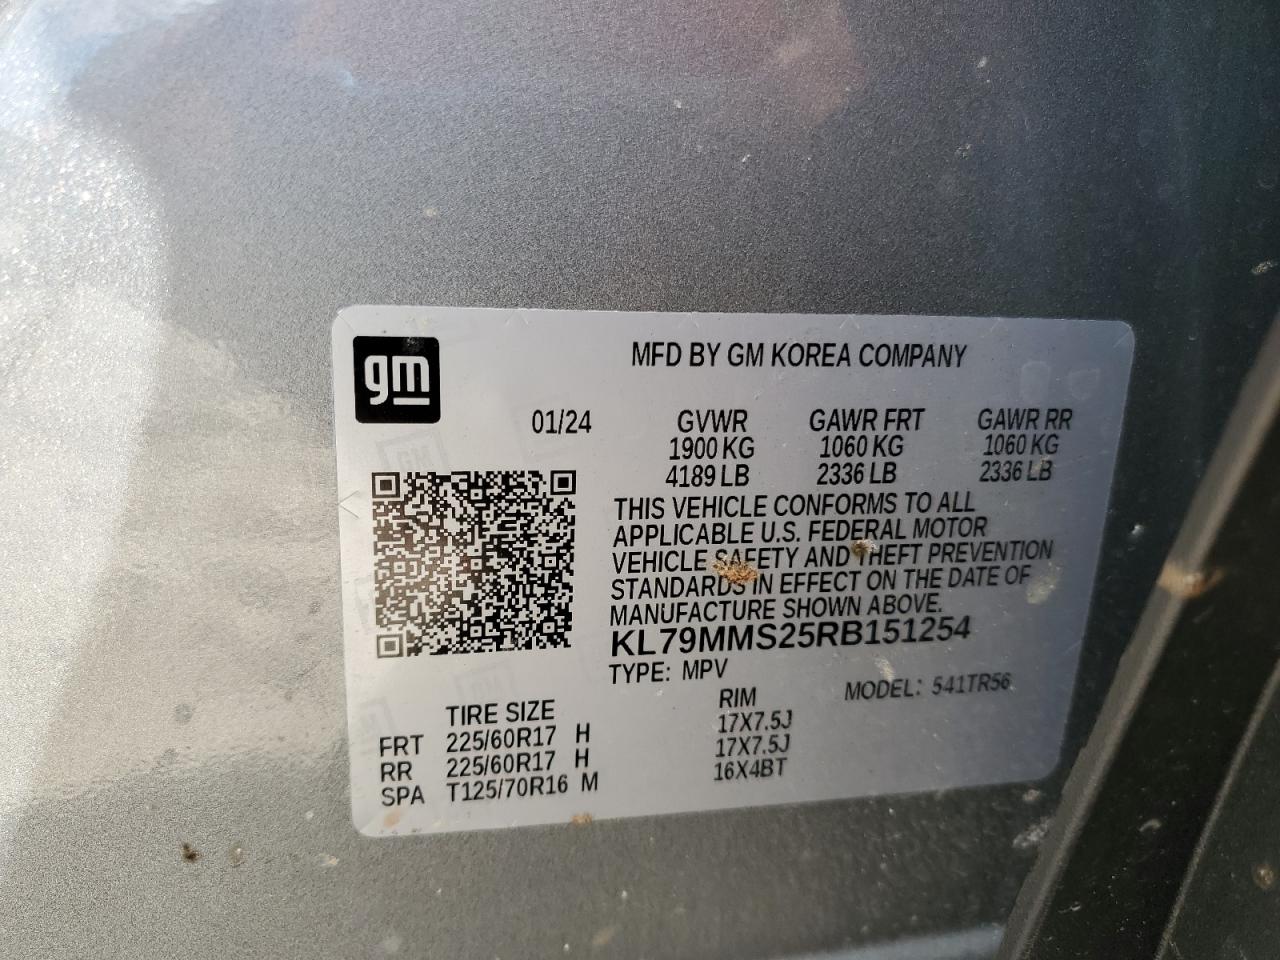 gm
MFD BY GM KOREA COMPANY
01/24 GVWR GAWR FRT GAWR RR
1900 KG 1060 KG 1060 KG
4189 LB 2336 LB 2336 LB
THIS VEHICLE CONFORMS TO ALL
APPLICABLE U.S. FEDERAL MOTOR
VEHICLE SAFETY AND THEFT PREVENTION
STANDARDS IN EFFECT ON THE DATE OF
MANUFACTURE SHOWN ABOVE.
KL79MMS25RB151254
TYPE: MPV MODEL: 541TR56
TIRE SIZE RIM
FRT 225/60R17 H 17X7.5J
RR 225/60R17 H 17X7.5J
SPA T125/70R16 M 16X4BT